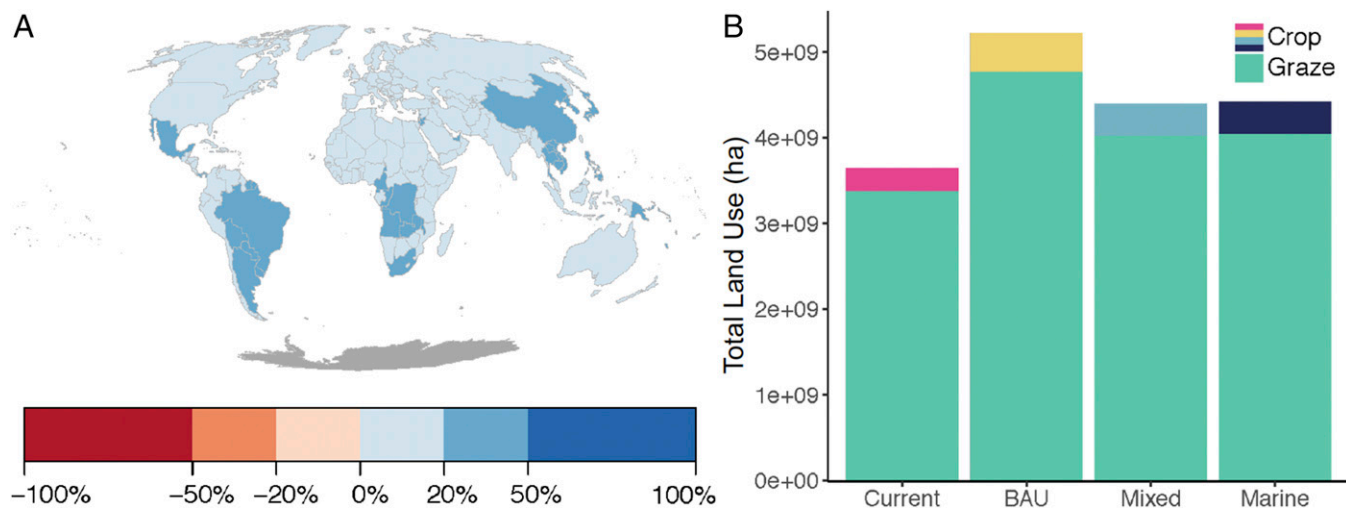 A
−100% −50% −20% 0% 20% 50% 100%
B
Total Land Use (ha)
5e+09
4e+09
3e+09
2e+09
1e+09
0e+00
Crop
Graze
Current BAU Mixed Marine